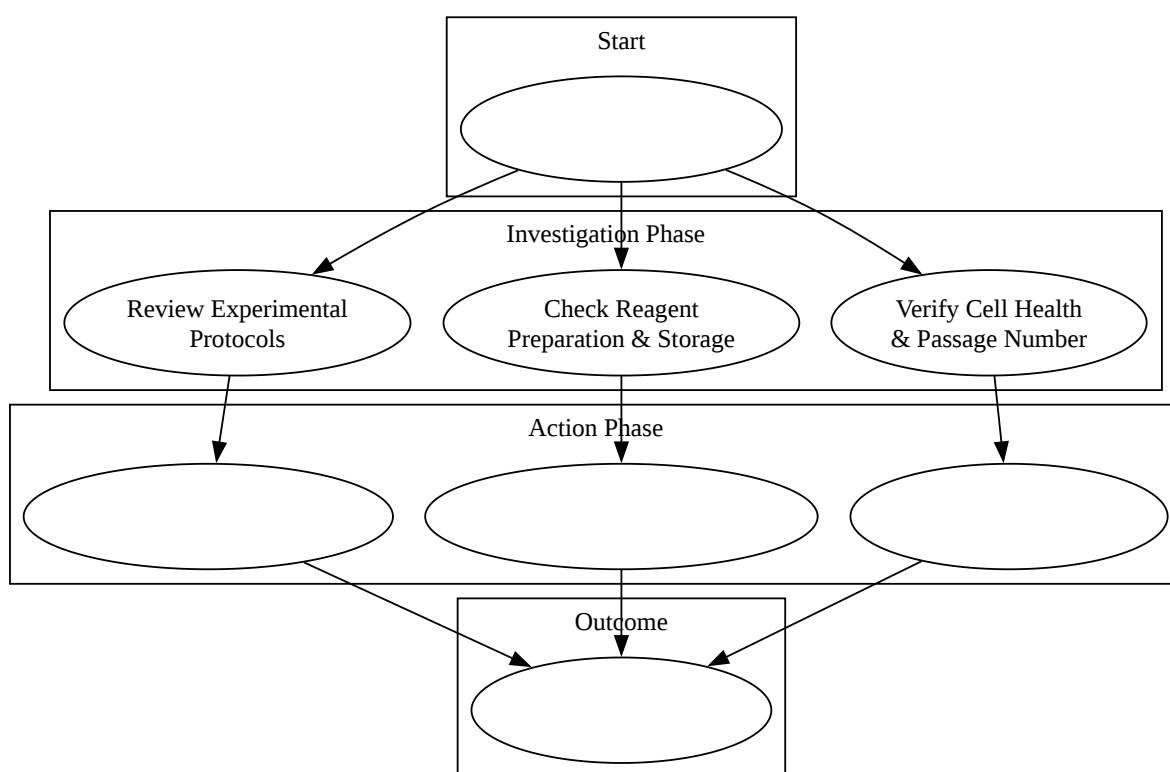 Start
Investigation Phase
Review Experimental
Protocols
Check Reagent
Preparation & Storage
Verify Cell Health
& Passage Number
Action Phase
Outcome